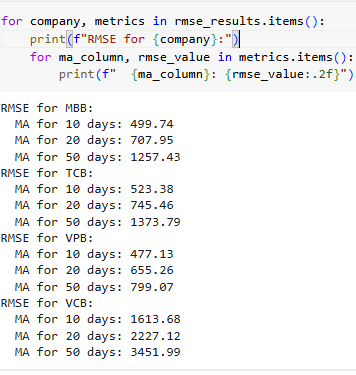 for company, metrics in rmse_results.items():
    print(f"RMSE for {company}:")
    for ma_column, rmse_value in metrics.items():
        print(f"  {ma_column}: {rmse_value:.2f}")
RMSE for MBB:
  MA for 10 days: 499.74
  MA for 20 days: 707.95
  MA for 50 days: 1257.43
RMSE for TCB:
  MA for 10 days: 523.38
  MA for 20 days: 745.46
  MA for 50 days: 1373.79
RMSE for VPB:
  MA for 10 days: 477.13
  MA for 20 days: 655.26
  MA for 50 days: 799.07
RMSE for VCB:
  MA for 10 days: 1613.68
  MA for 20 days: 2227.12
  MA for 50 days: 3451.99